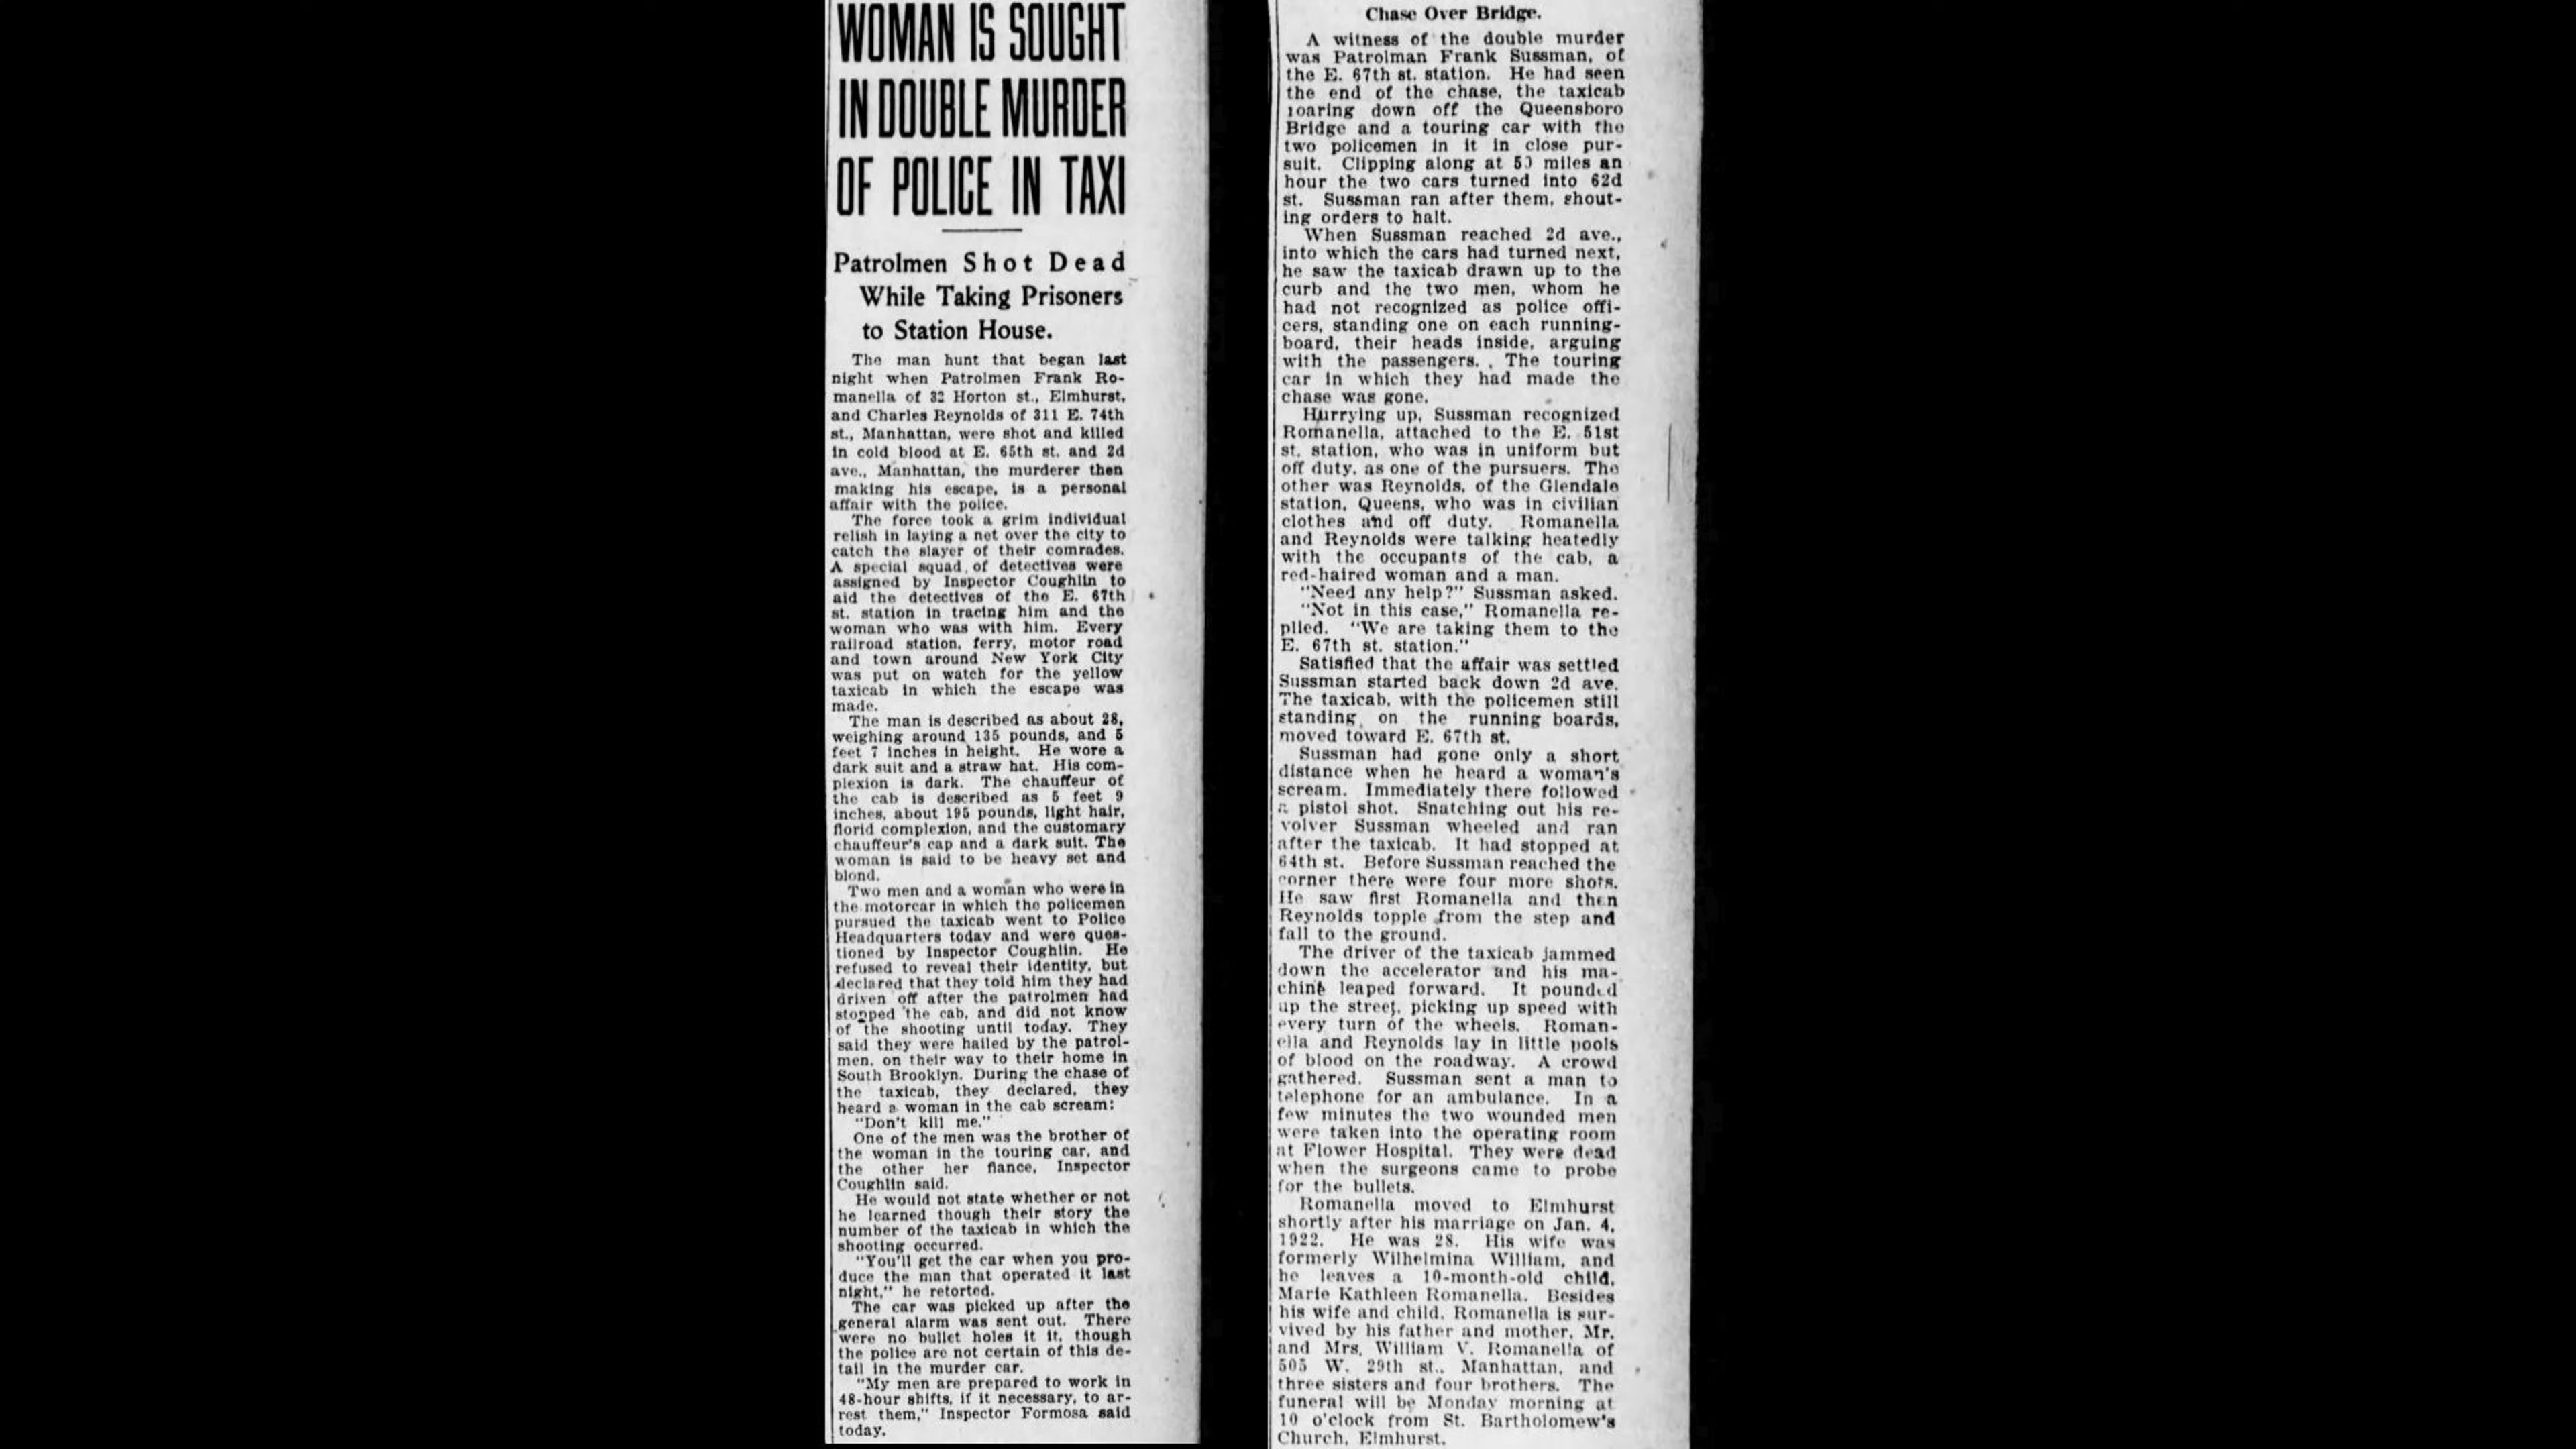 WOMAN IS SOUGHT
IN DOUBLE MURDER
OF POLICE IN TAXI
Patrolmen Shot Dead
While Taking Prisoners
to Station House.
The man hunt that began last
night when Patrolmen Frank Ro-
manella of 32 Horton st., Elmhurst,
and Charles Reynolds of 311 E. 74th
st., Manhattan, were shot and killed
in cold blood at E. 65th st. and 2d
ave., Manhattan, the murderer then
making his escape, is a personal
affair with the police.
The force took a grim individual
relish in laying a net over the city to
catch the slayer of their comrades.
A special squad of detectives were
assigned by Inspector Coughlin to
aid the detectives of the E. 67th
st. station in tracing him and the
woman who was with him. Every
railroad station, ferry, motor road
and town around New York City
was put on watch for the yellow
taxicab in which the escape was
made.
The man is described as about 28,
weighing around 135 pounds, and 5
feet 7 inches in height. He wore a
dark suit and a straw hat. His com-
plexion is dark. The chauffeur of
the cab is described as 5 feet 9
inches, about 195 pounds, light hair,
florid complexion, and the customary
chauffeur's cap and a dark suit. The
woman is said to be heavy set and
blond.
Two men and a woman who were in
the motorcar in which the policemen
pursued the taxicab went to Police
Headquarters today and were ques-
tioned by Inspector Coughlin. He
refused to reveal their identity, but
declared that they told him they had
driven off after the patrolmen had
stopped the cab, and did not know
of the shooting until today. They
said they were hailed by the patrol-
men, on their way to their home in
South Brooklyn. During the chase of
the taxicab, they declared, they
heard a woman in the cab scream:
"Don't kill me."
One of the men was the brother of
the woman in the touring car, and
the other her fiance, Inspector
Coughlin said.
He would not state whether or not
he learned though their story the
number of the taxicab in which the
shooting occurred.
"You'll get the car when you pro-
duce the man that operated it last
night," he retorted.
The car was picked up after the
general alarm was sent out. There
were no bullet holes it it, though
the police are not certain of this de-
tail in the murder car.
"My men are prepared to work in
48-hour shifts, if it necessary, to ar-
rest them," Inspector Formosa said
today.
Chase Over Bridge.
A witness of the double murder
was Patrolman Frank Sussman, of
the E. 67th st. station. He had seen
the end of the chase, the taxicab
roaring down off the Queensboro
Bridge and a touring car with the
two policemen in it in close pur-
suit. Clipping along at 50 miles an
hour the two cars turned into 62d
st. Sussman ran after them, shout-
ing orders to halt.
When Sussman reached 2d ave.,
into which the cars had turned next,
he saw the taxicab drawn up to the
curb and the two men, whom he
had not recognized as police offi-
cers, standing one on each running-
board, their heads inside, arguing
with the passengers. The touring
car in which they had made the
chase was gone.
Hurrying up, Sussman recognized
Romanella, attached to the E. 51st
st. station, who was in uniform but
off duty, as one of the pursuers. The
other was Reynolds, of the Glendale
station, Queens, who was in civilian
clothes and off duty. Romanella
and Reynolds were talking heatedly
with the occupants of the cab, a
red-haired woman and a man.
"Need any help?" Sussman asked.
"Not in this case," Romanella re-
plied. "We are taking them to the
E. 67th st. station."
Satisfied that the affair was settled
Sussman started back down 2d ave.
The taxicab, with the policemen still
standing on the running boards,
moved toward E. 67th st.
Sussman had gone only a short
distance when he heard a woman's
scream. Immediately there followed
a pistol shot. Snatching out his re-
volver Sussman wheeled and ran
after the taxicab. It had stopped at
64th st. Before Sussman reached the
corner there were four more shots.
He saw first Romanella and then
Reynolds topple from the step and
fall to the ground.
The driver of the taxicab jammed
down the accelerator and his ma-
chine leaped forward. It pounded
up the street, picking up speed with
every turn of the wheels. Roman-
ella and Reynolds lay in little pools
of blood on the roadway. A crowd
gathered. Sussman sent a man to
telephone for an ambulance. In a
few minutes the two wounded men
were taken into the operating room
at Flower Hospital. They were dead
when the surgeons came to probe
for the bullets.
Romanella moved to Elmhurst
shortly after his marriage on Jan. 4,
1922. He was 28. His wife was
formerly Wilhelmina William, and
he leaves a 10-month-old child,
Marie Kathleen Romanella. Besides
his wife and child, Romanella is sur-
vived by his father and mother, Mr.
and Mrs. William V. Romanella of
505 W. 29th st., Manhattan, and
three sisters and four brothers. The
funeral will be Monday morning at
10 o'clock from St. Bartholomew's
Church, Elmhurst.